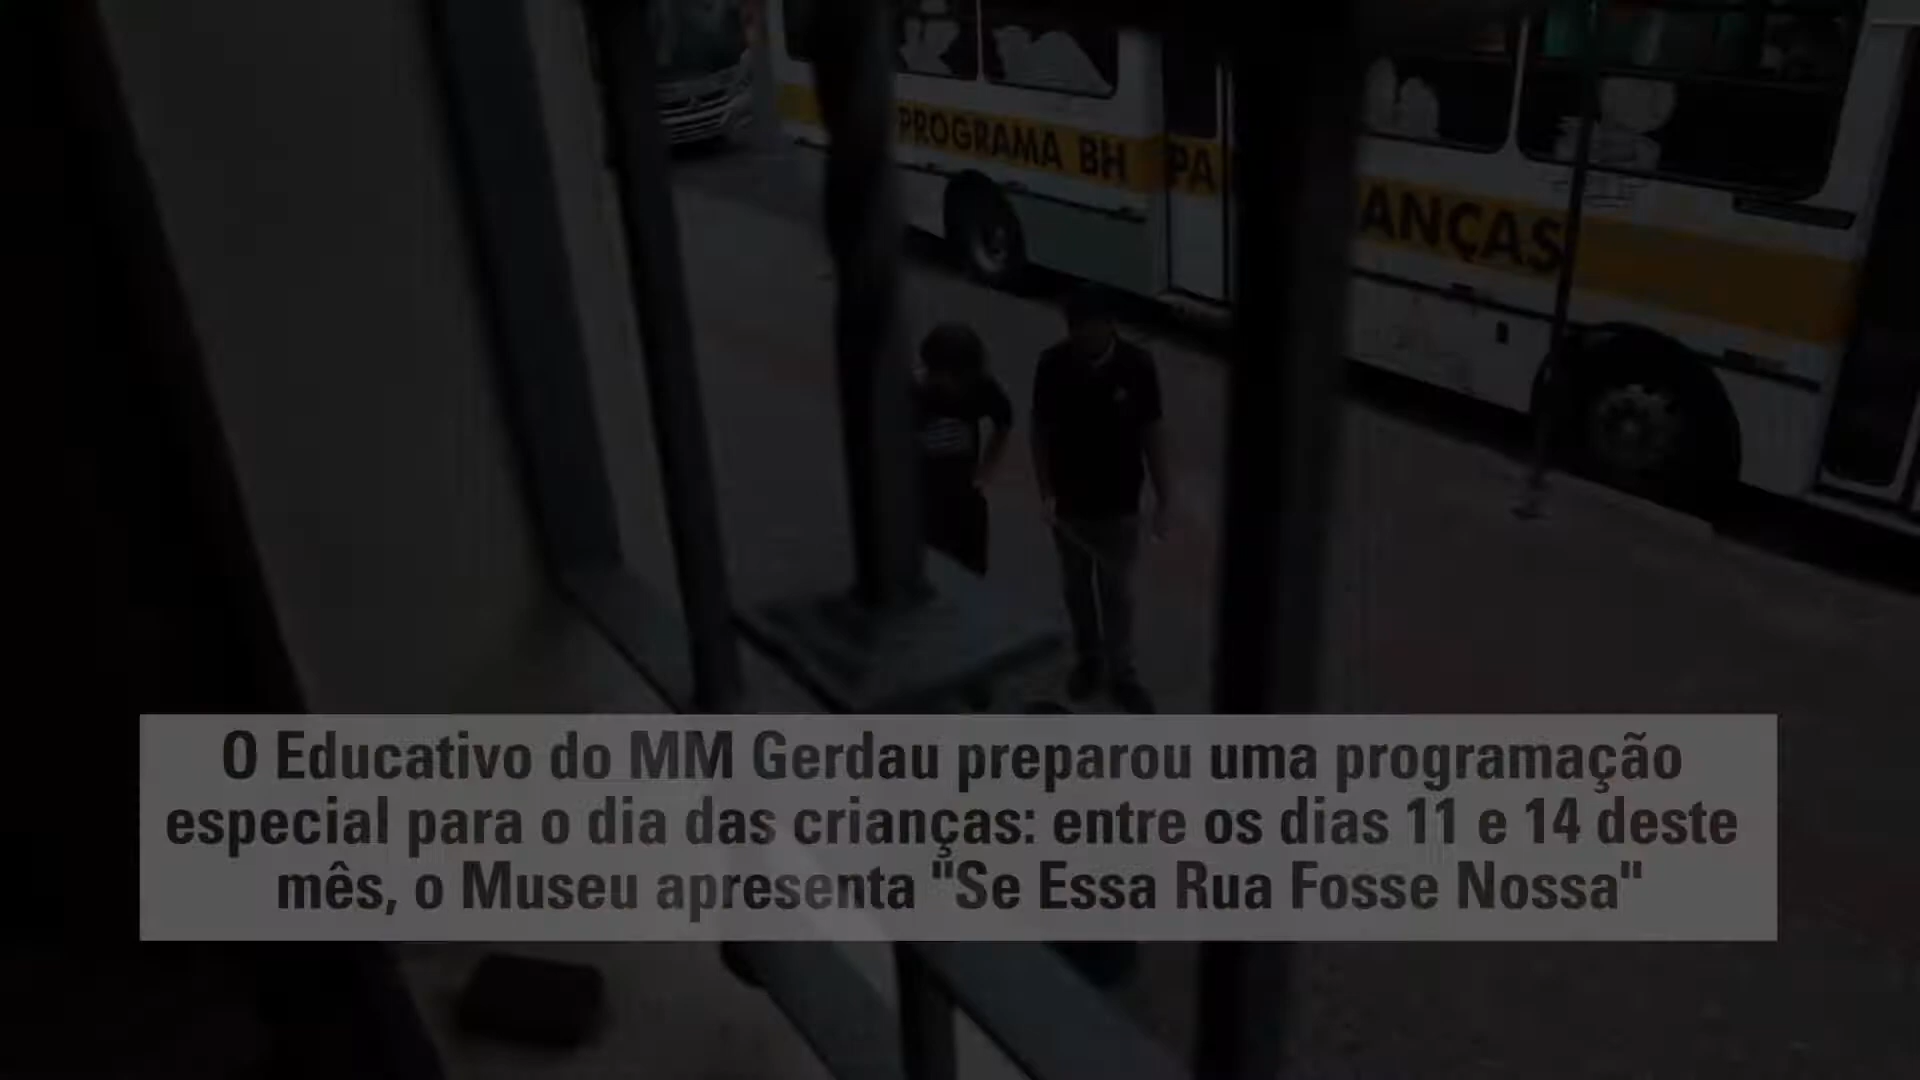 PROGRAMA BH PA
ANÇAS
O Educativo do MM Gerdau preparou uma programação
especial para o dia das crianças: entre os dias 11 e 14 deste
mês, o Museu apresenta "Se Essa Rua Fosse Nossa"